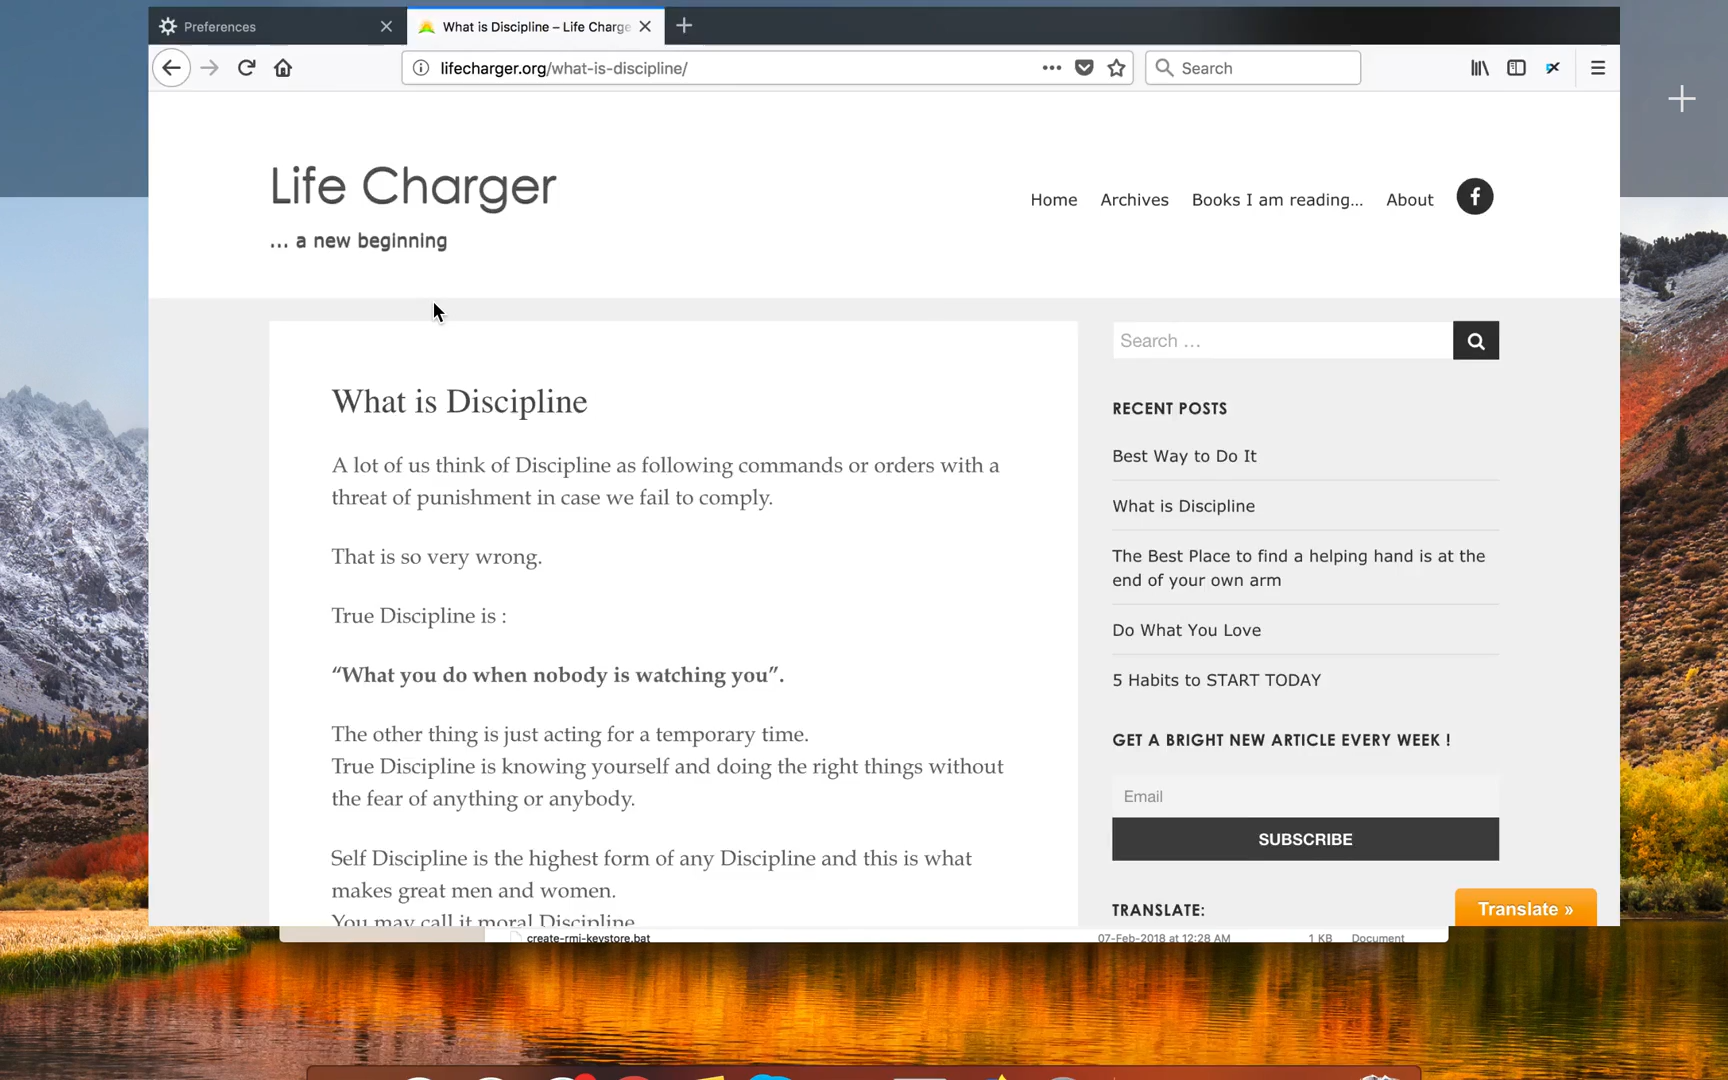 Preferences
What is Discipline – Life Charge
lifecharger.org/what-is-discipline/
Search
Life Charger
... a new beginning
Home
Archives
Books I am reading...
About
Search ...
What is Discipline
A lot of us think of Discipline as following commands or orders with a
threat of punishment in case we fail to comply.
That is so very wrong.
True Discipline is :
“What you do when nobody is watching you”.
The other thing is just acting for a temporary time.
True Discipline is knowing yourself and doing the right things without
the fear of anything or anybody.
Self Discipline is the highest form of any Discipline and this is what
makes great men and women.
You may call it moral Discipline
RECENT POSTS
Best Way to Do It
What is Discipline
The Best Place to find a helping hand is at the
end of your own arm
Do What You Love
5 Habits to START TODAY
GET A BRIGHT NEW ARTICLE EVERY WEEK !
Email
SUBSCRIBE
TRANSLATE:
Translate »
create-rmi-keystore.bat 07-Feb-2018 at 12:28 AM 1 KB Document